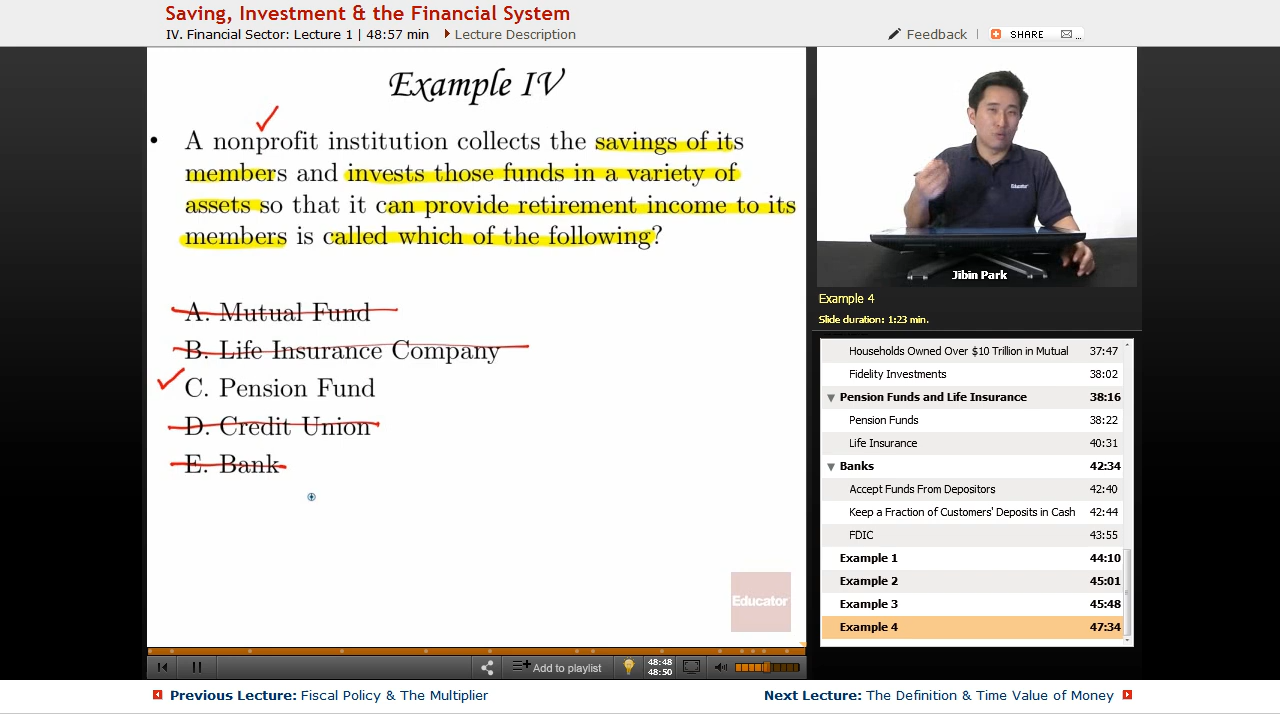 Saving, Investment & the Financial System
IV. Financial Sector: Lecture 1 | 48:57 min Lecture Description
Feedback | SHARE ...
Example IV
• A nonprofit institution collects the savings of its
members and invests those funds in a variety of
assets so that it can provide retirement income to its
members is called which of the following?
A. Mutual Fund
B. Life Insurance Company
C. Pension Fund
D. Credit Union
E. Bank
Educator
Educator
Jibin Park
Example 4
Slide duration: 1:23 min.
Households Owned Over $10 Trillion in Mutual 37:47
Fidelity Investments 38:02
Pension Funds and Life Insurance 38:16
Pension Funds 38:22
Life Insurance 40:31
Banks 42:34
Accept Funds From Depositors 42:40
Keep a Fraction of Customers' Deposits in Cash 42:44
FDIC 43:55
Example 1 44:10
Example 2 45:01
Example 3 45:48
Example 4 47:34
Add to playlist
48:48
48:50
Previous Lecture: Fiscal Policy & The Multiplier
Next Lecture: The Definition & Time Value of Money